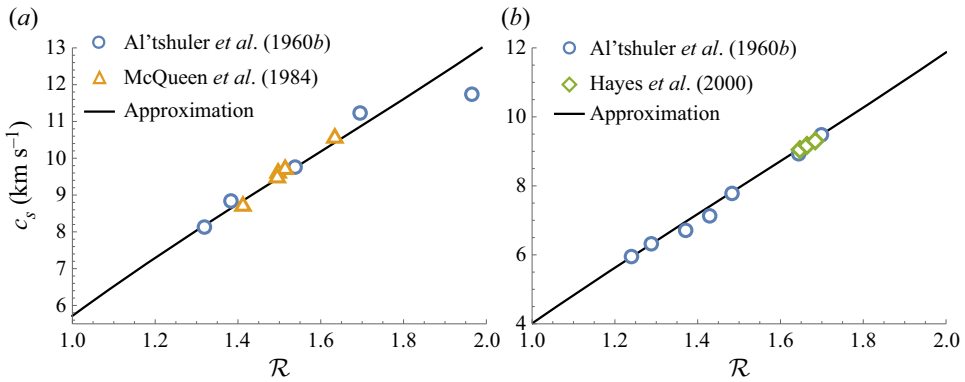 (a)
13
12
11
10
9
8
7
6
c_s (km s⁻¹)
Al'tshuler et al. (1960b)
McQueen et al. (1984)
Approximation
1.0 1.2 1.4 1.6 1.8 2.0
ℛ
(b)
12
10
8
6
4
Al'tshuler et al. (1960b)
Hayes et al. (2000)
Approximation
1.0 1.2 1.4 1.6 1.8 2.0
ℛ